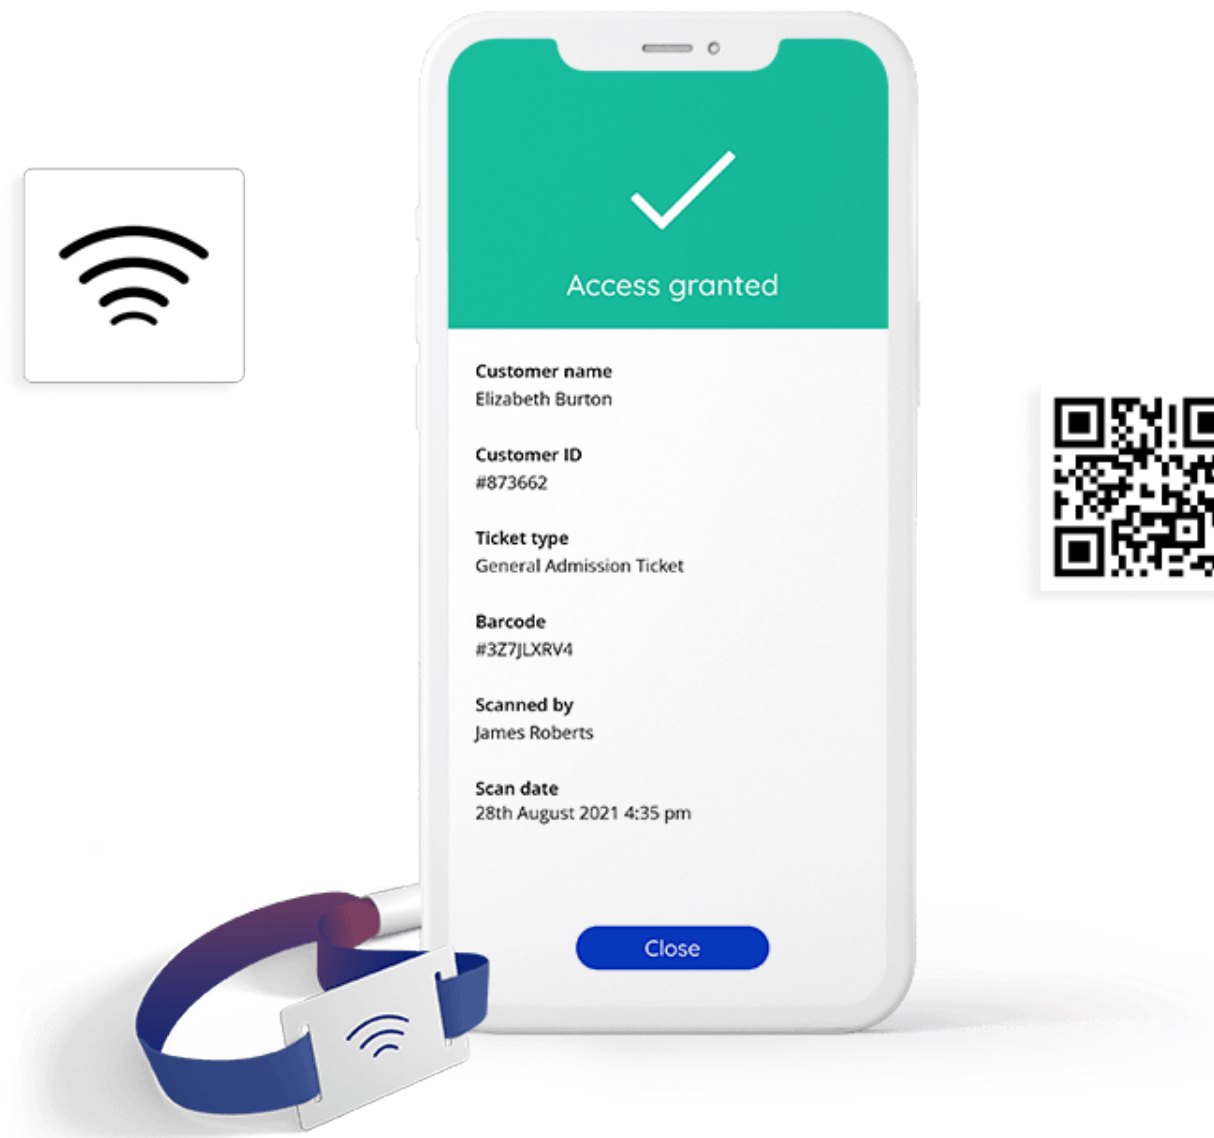 Access granted
Customer name
Elizabeth Burton
Customer ID
#873662
Ticket type
General Admission Ticket
Barcode
#3Z7JLXRV4
Scanned by
James Roberts
Scan date
28th August 2021 4:35 pm
Close